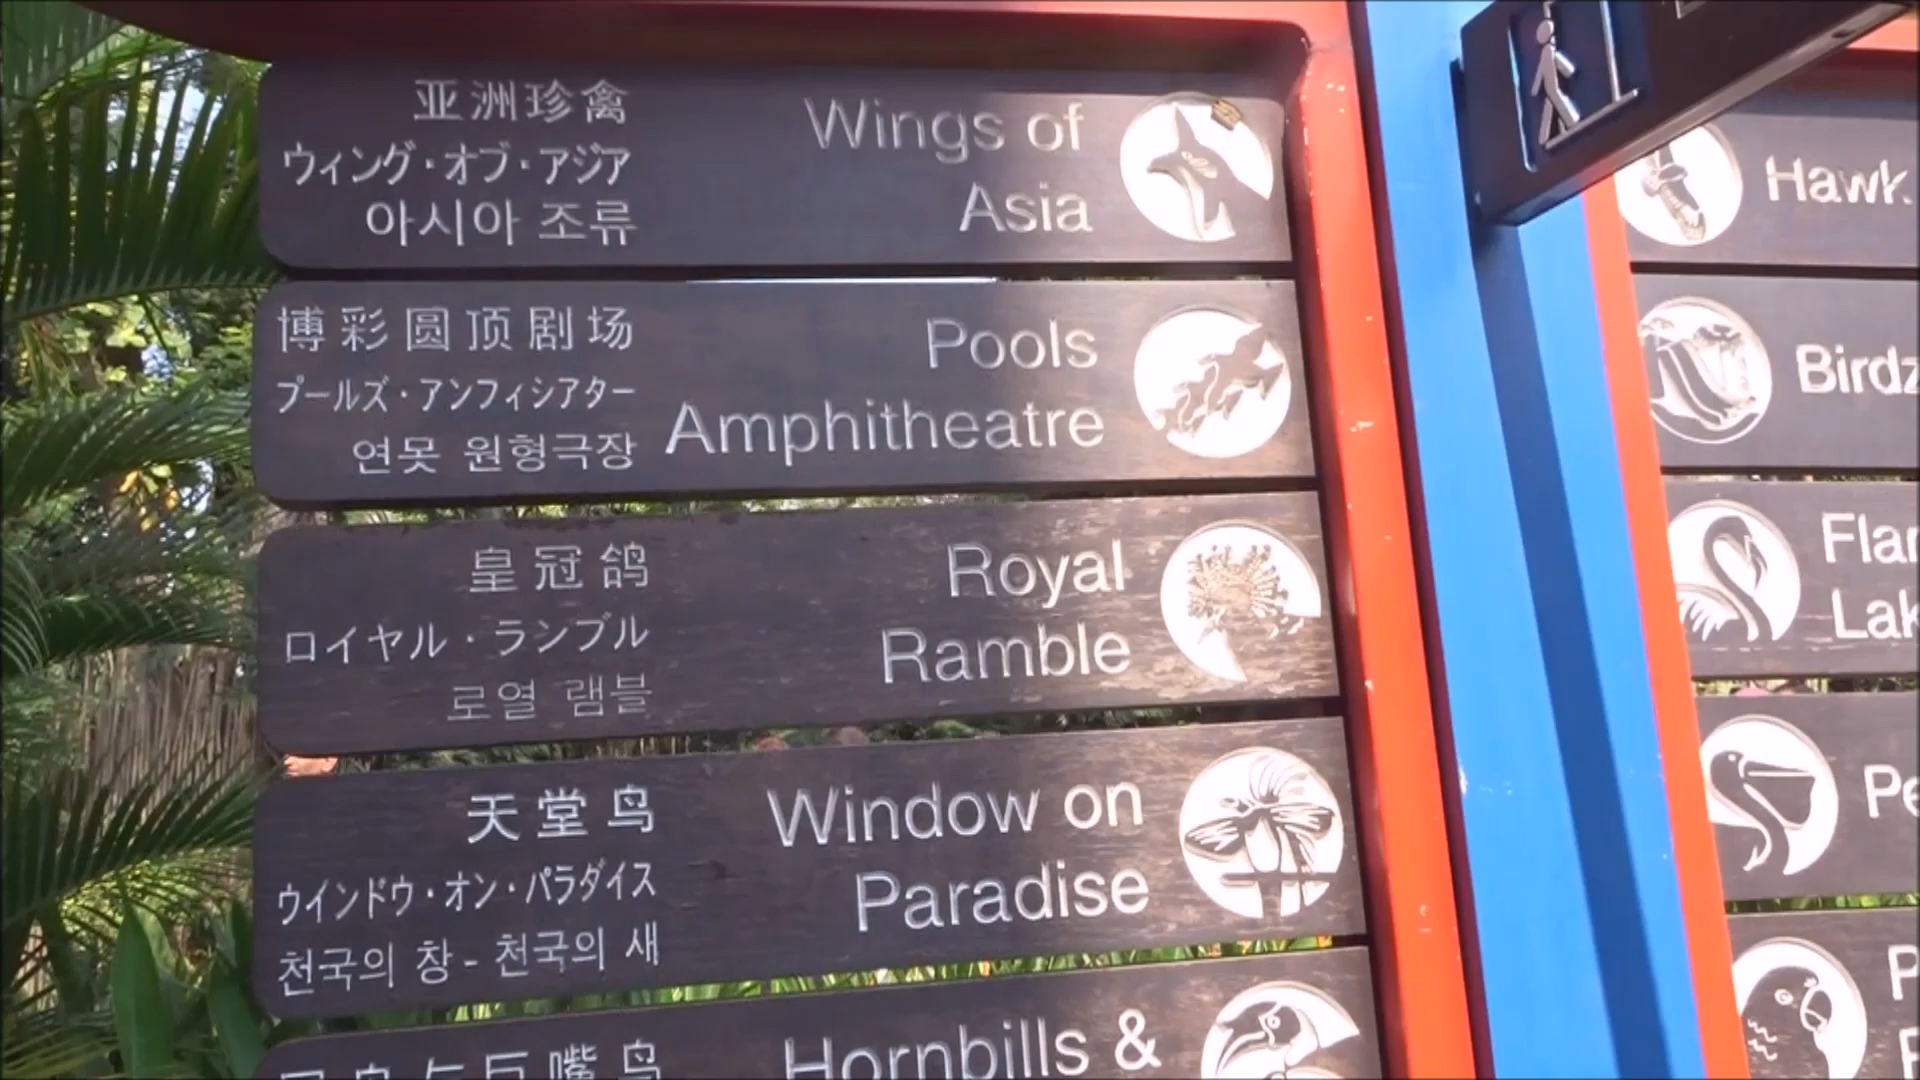 亚洲珍禽
ウィング・オブ・アジア
아시아 조류
Wings of
Asia
博彩圆顶剧场
プールズ・アンフィシアター
연못 원형극장
Pools
Amphitheatre
皇冠鸽
ロイヤル・ランブル
로열 램블
Royal
Ramble
天堂鸟
ウインドウ・オン・パラダイス
천국의 창 - 천국의 새
Window on
Paradise
Hornbills &
Hawk